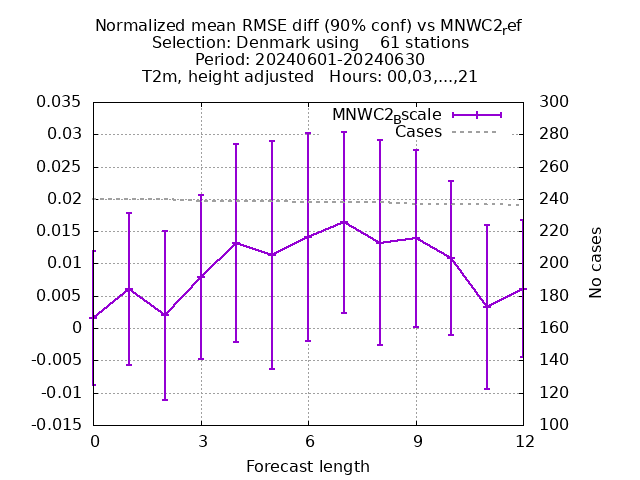 Normalized mean RMSE diff (90% conf) vs MNWC2_ref
Selection: Denmark using    61 stations
Period: 20240601-20240630
T2m, height adjusted   Hours: 00,03,...,21
MNWC2_Bscale
Cases
0.035
0.03
0.025
0.02
0.015
0.01
0.005
0
-0.005
-0.01
-0.015
300
280
260
240
220
200
180
160
140
120
100
No cases
0 3 6 9 12
Forecast length